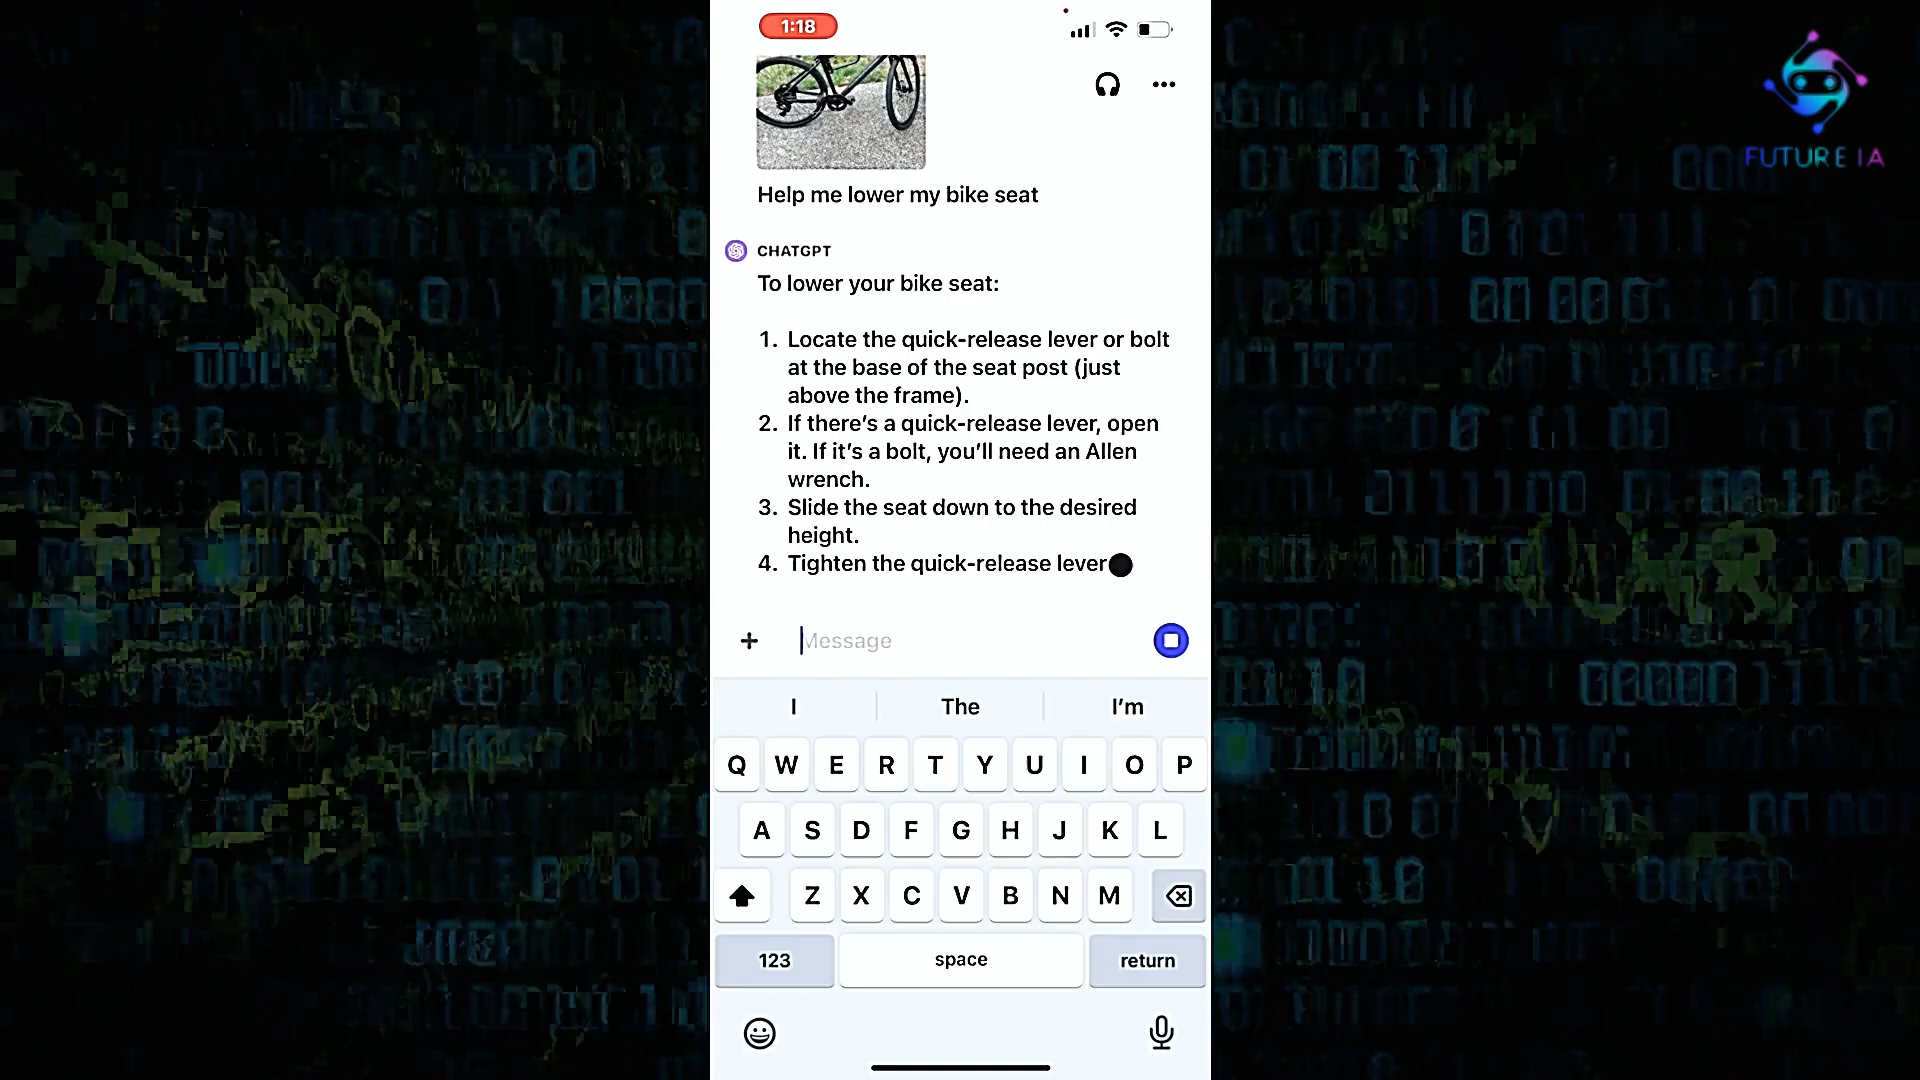 1:18
FUTURE IA
Help me lower my bike seat
CHATGPT
To lower your bike seat:
1. Locate the quick-release lever or bolt
at the base of the seat post (just
above the frame).
2. If there's a quick-release lever, open
it. If it's a bolt, you'll need an Allen
wrench.
3. Slide the seat down to the desired
height.
4. Tighten the quick-release lever
Message
I The I'm
Q W E R T Y U I O P
A S D F G H J K L
Z X C V B N M
123 space return